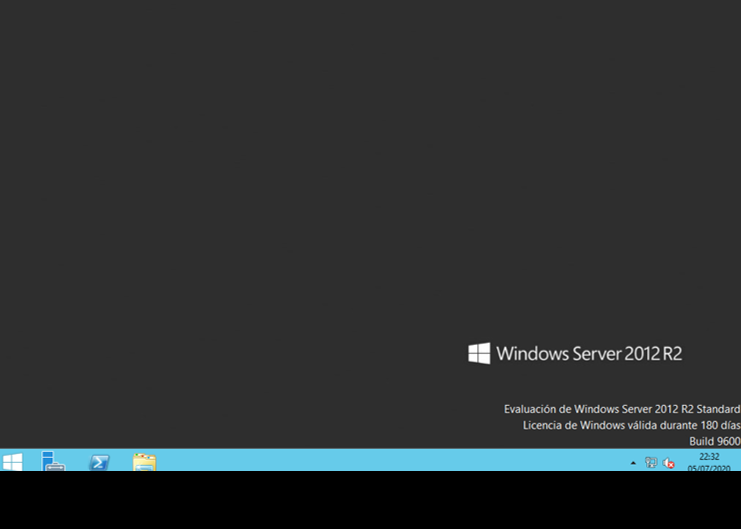 Windows Server 2012 R2
Evaluación de Windows Server 2012 R2 Standard
Licencia de Windows válida durante 180 días
Build 9600
22:32
05/07/2020